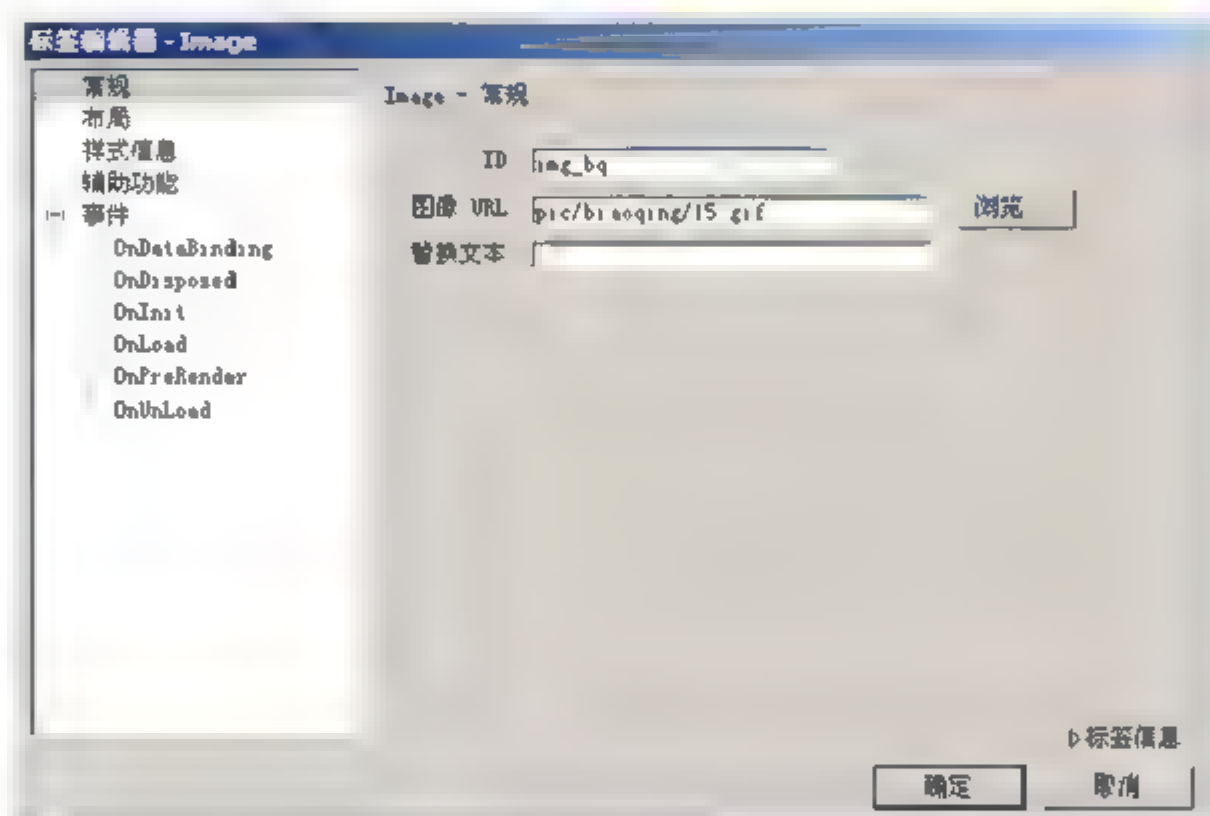 标签编辑器 - Image
常规
布局
样式信息
辅助功能
事件
OnDataBinding
OnDisposed
OnInit
OnLoad
OnPreRender
OnUnLoad
Image - 常规
ID img_bq
图像 URL pic/biaoqing/15.gif 浏览
替换文本
标签信息
确定 取消